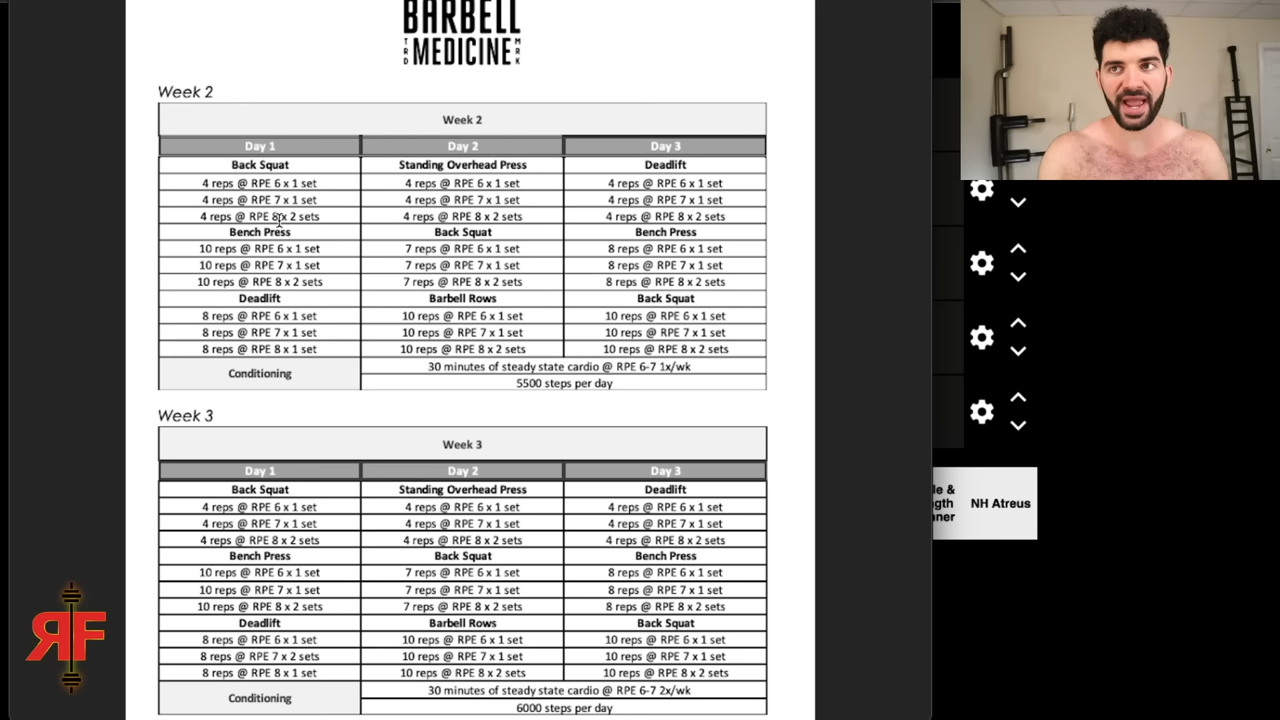 BARBELL
TRD MEDICINE MRK
Week 2
Week 2
Day 1 Day 2 Day 3
Back Squat Standing Overhead Press Deadlift
4 reps @ RPE 6 x 1 set 4 reps @ RPE 6 x 1 set 4 reps @ RPE 6 x 1 set
4 reps @ RPE 7 x 1 set 4 reps @ RPE 7 x 1 set 4 reps @ RPE 7 x 1 set
4 reps @ RPE 8 x 2 sets 4 reps @ RPE 8 x 2 sets 4 reps @ RPE 8 x 2 sets
Bench Press Back Squat Bench Press
10 reps @ RPE 6 x 1 set 7 reps @ RPE 6 x 1 set 8 reps @ RPE 6 x 1 set
10 reps @ RPE 7 x 1 set 7 reps @ RPE 7 x 1 set 8 reps @ RPE 7 x 1 set
10 reps @ RPE 8 x 2 sets 7 reps @ RPE 8 x 2 sets 8 reps @ RPE 8 x 2 sets
Deadlift Barbell Rows Back Squat
8 reps @ RPE 6 x 1 set 10 reps @ RPE 6 x 1 set 10 reps @ RPE 6 x 1 set
8 reps @ RPE 7 x 1 set 10 reps @ RPE 7 x 1 set 10 reps @ RPE 7 x 1 set
8 reps @ RPE 8 x 1 set 10 reps @ RPE 8 x 2 sets 10 reps @ RPE 8 x 2 sets
Conditioning 30 minutes of steady state cardio @ RPE 6-7 1x/wk
5500 steps per day
Week 3
Week 3
Day 1 Day 2 Day 3
Back Squat Standing Overhead Press Deadlift
4 reps @ RPE 6 x 1 set 4 reps @ RPE 6 x 1 set 4 reps @ RPE 6 x 1 set
4 reps @ RPE 7 x 1 set 4 reps @ RPE 7 x 1 set 4 reps @ RPE 7 x 1 set
4 reps @ RPE 8 x 2 sets 4 reps @ RPE 8 x 2 sets 4 reps @ RPE 8 x 2 sets
Bench Press Back Squat Bench Press
10 reps @ RPE 6 x 1 set 7 reps @ RPE 6 x 1 set 8 reps @ RPE 6 x 1 set
10 reps @ RPE 7 x 1 set 7 reps @ RPE 7 x 1 set 8 reps @ RPE 7 x 1 set
10 reps @ RPE 8 x 2 sets 7 reps @ RPE 8 x 2 sets 8 reps @ RPE 8 x 2 sets
Deadlift Barbell Rows Back Squat
8 reps @ RPE 6 x 1 set 10 reps @ RPE 6 x 1 set 10 reps @ RPE 6 x 1 set
8 reps @ RPE 7 x 2 sets 10 reps @ RPE 7 x 1 set 10 reps @ RPE 7 x 1 set
8 reps @ RPE 8 x 1 set 10 reps @ RPE 8 x 2 sets 10 reps @ RPE 8 x 2 sets
Conditioning 30 minutes of steady state cardio @ RPE 6-7 2x/wk
6000 steps per day
NH Atreus
RF